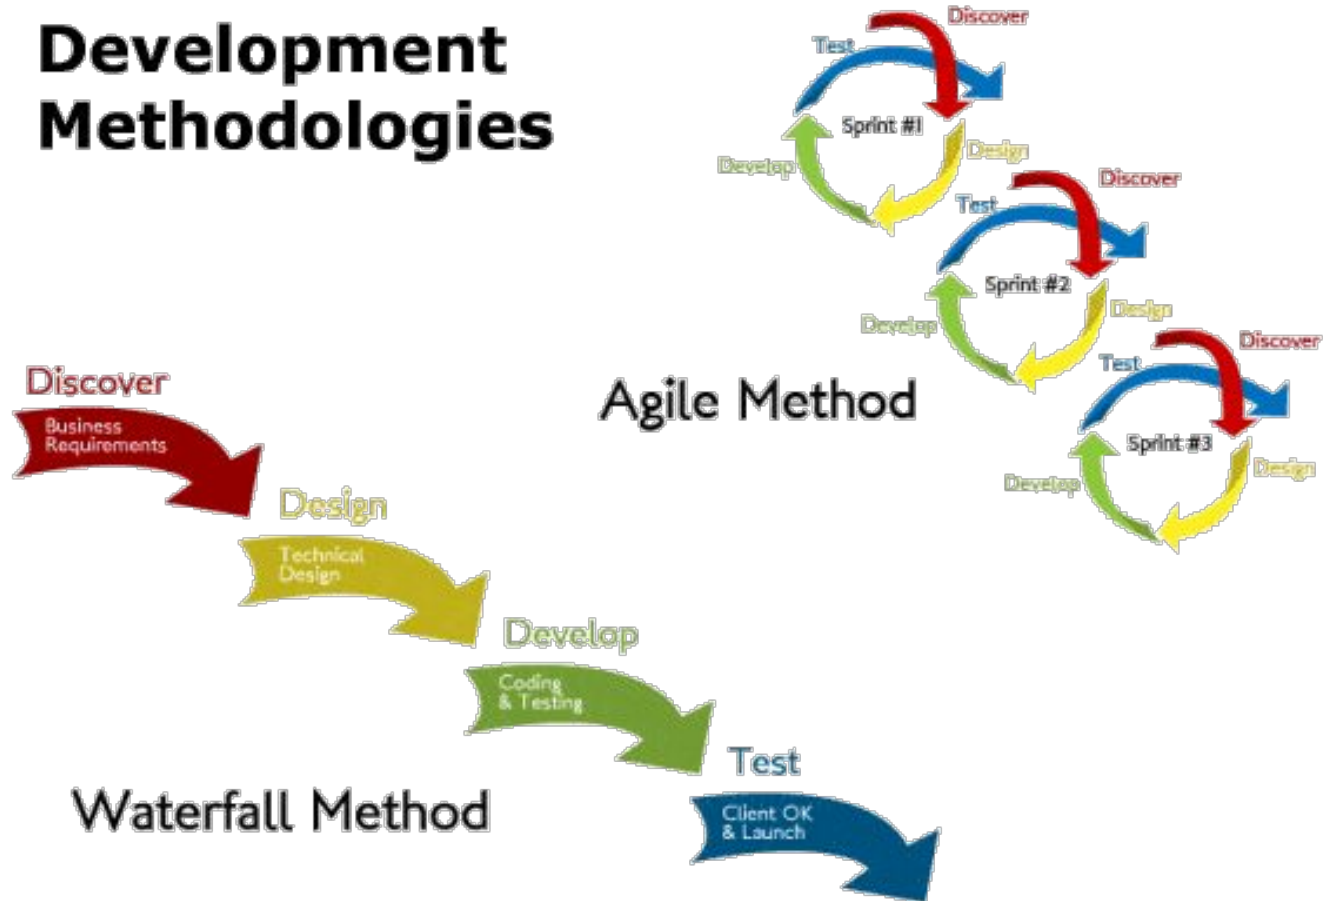 Development
Methodologies
Discover
Test
Sprint #1
Design
Develop
Discover
Test
Sprint #2
Design
Develop
Discover
Test
Sprint #3
Design
Develop
Agile Method
Discover
Business
Requirements
Design
Technical
Design
Develop
Coding
& Testing
Test
Client OK
& Launch
Waterfall Method